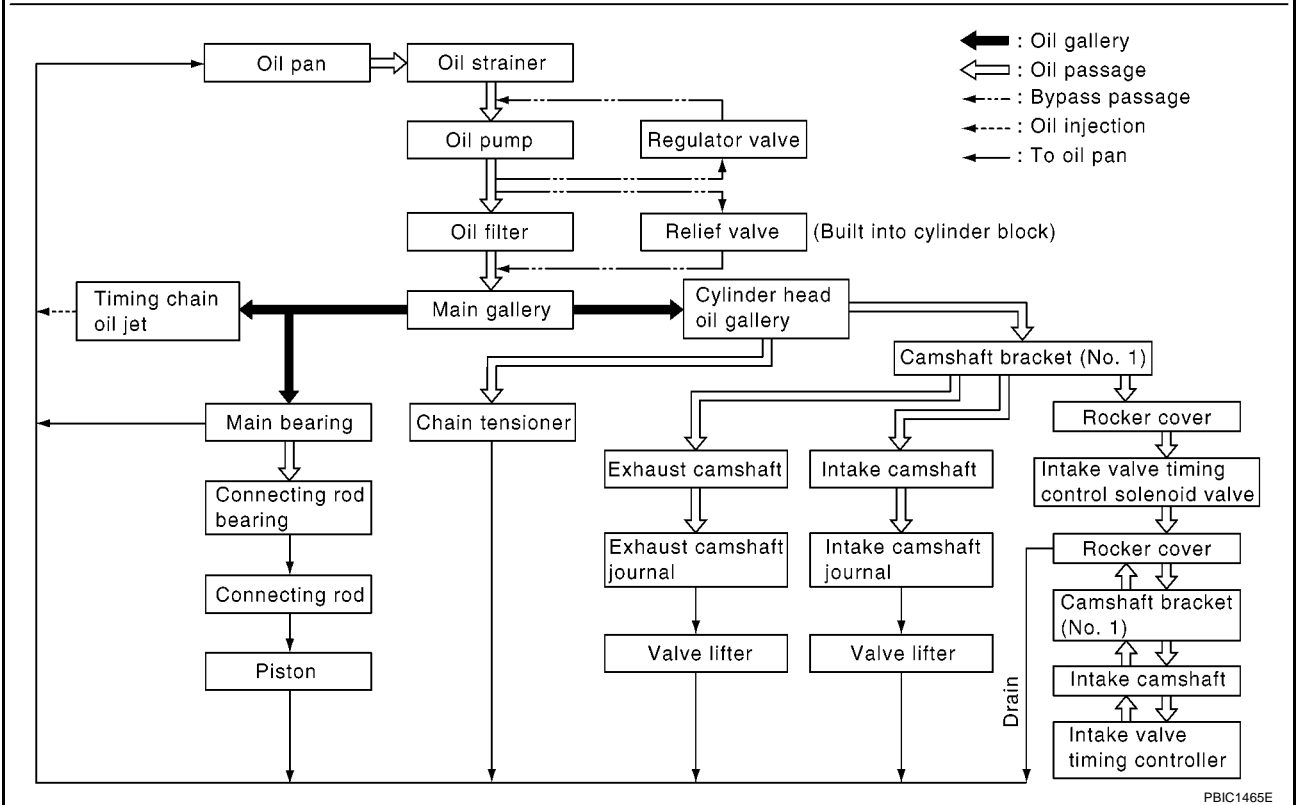 Oil pan
Oil strainer
: Oil gallery
: Oil passage
: Bypass passage
: Oil injection
: To oil pan
Oil pump
Regulator valve
Oil filter
Relief valve
(Built into cylinder block)
Timing chain
oil jet
Main gallery
Cylinder head
oil gallery
Camshaft bracket (No. 1)
Main bearing
Chain tensioner
Rocker cover
Exhaust camshaft
Intake camshaft
Intake valve timing
control solenoid valve
Connecting rod
bearing
Exhaust camshaft
journal
Intake camshaft
journal
Rocker cover
Connecting rod
Camshaft bracket
(No. 1)
Valve lifter
Valve lifter
Piston
Drain
Intake camshaft
Intake valve
timing controller
PBIC1465E